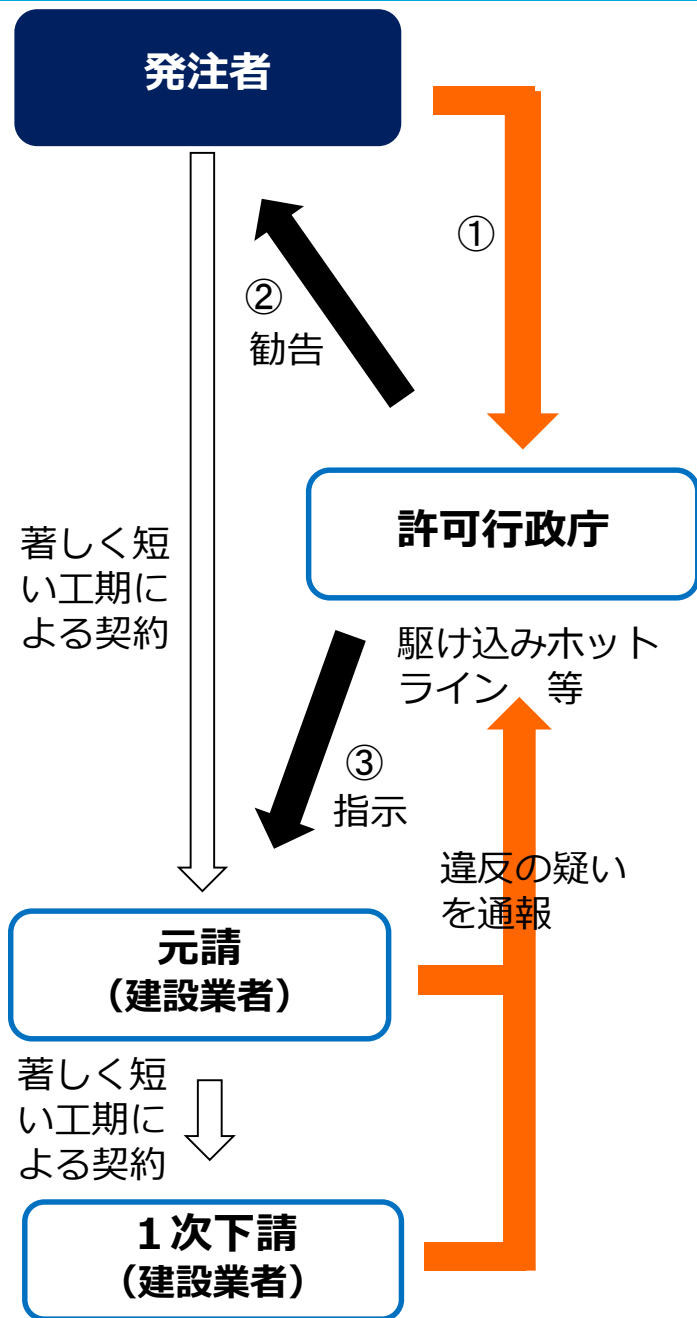 発注者
①
②
勧告
許可行政庁
著しく短
い工期に
よる契約
駆け込みホット
ライン　等
③
指示
違反の疑い
を通報
元請
（建設業者）
著しく短
い工期に
よる契約
１次下請
（建設業者）